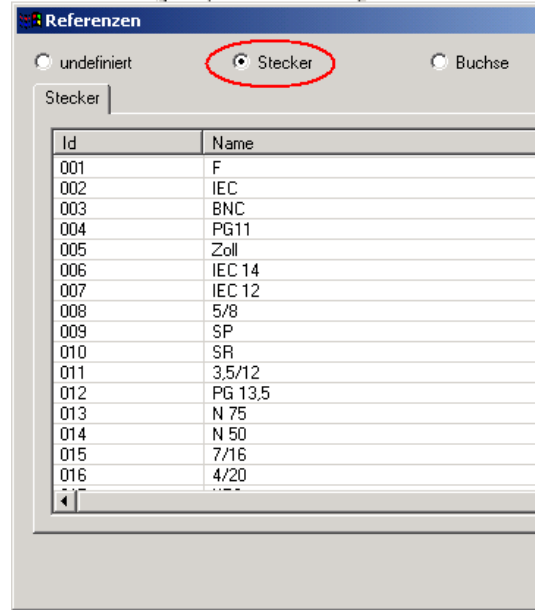 Referenzen
undefiniert Stecker Buchse
Stecker
Id Name
001 F
002 IEC
003 BNC
004 PG11
005 Zoll
006 IEC 14
007 IEC 12
008 5/8
009 SP
010 SR
011 3,5/12
012 PG 13,5
013 N 75
014 N 50
015 7/16
016 4/20